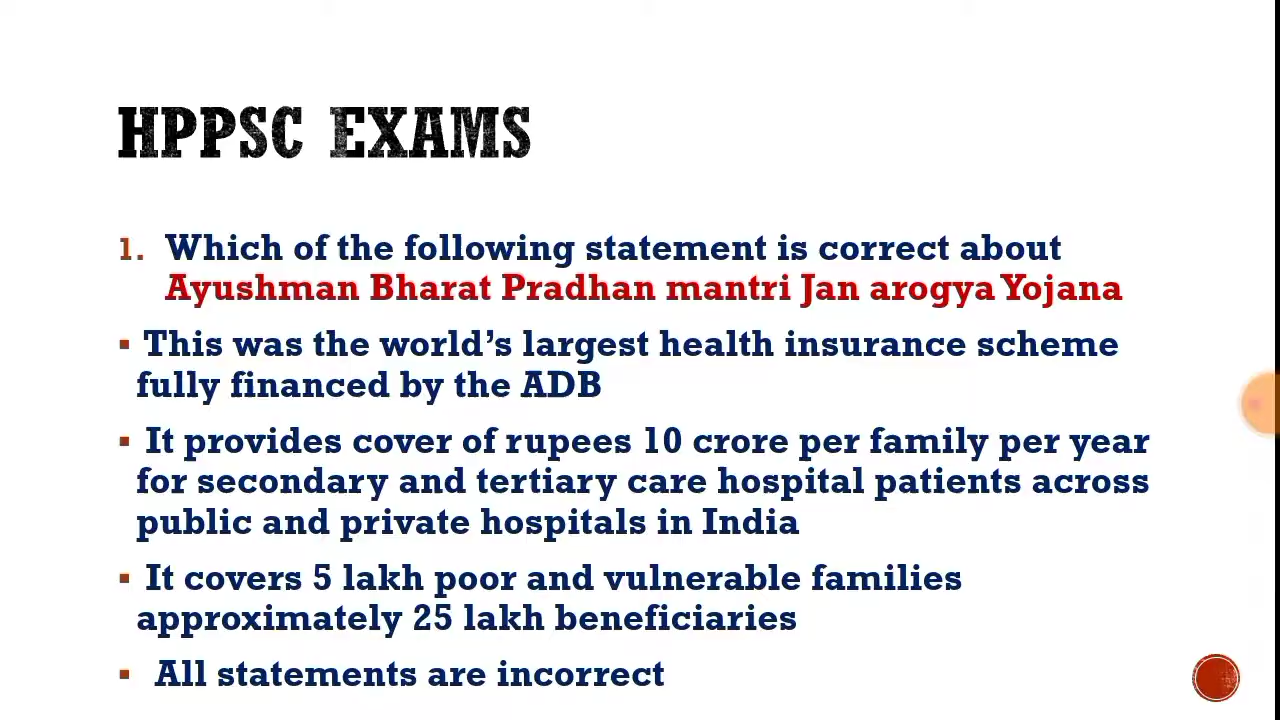 HPPSC EXAMS
1. Which of the following statement is correct about
Ayushman Bharat Pradhan mantri Jan arogya Yojana
▪ This was the world’s largest health insurance scheme
fully financed by the ADB
▪ It provides cover of rupees 10 crore per family per year
for secondary and tertiary care hospital patients across
public and private hospitals in India
▪ It covers 5 lakh poor and vulnerable families
approximately 25 lakh beneficiaries
▪ All statements are incorrect